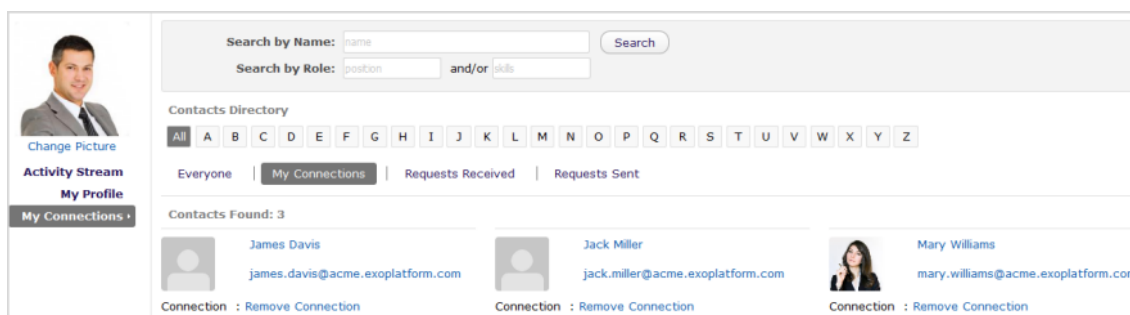 Search by Name: name Search
Search by Role: position and/or skills
Contacts Directory
All A B C D E F G H I J K L M N O P Q R S T U V W X Y Z
Change Picture
Activity Stream
My Profile
My Connections
Everyone | My Connections | Requests Received | Requests Sent
Contacts Found: 3
James Davis
james.davis@acme.exoplatform.com
Connection : Remove Connection
Jack Miller
jack.miller@acme.exoplatform.com
Connection : Remove Connection
Mary Williams
mary.williams@acme.exoplatform.co
Connection : Remove Connection